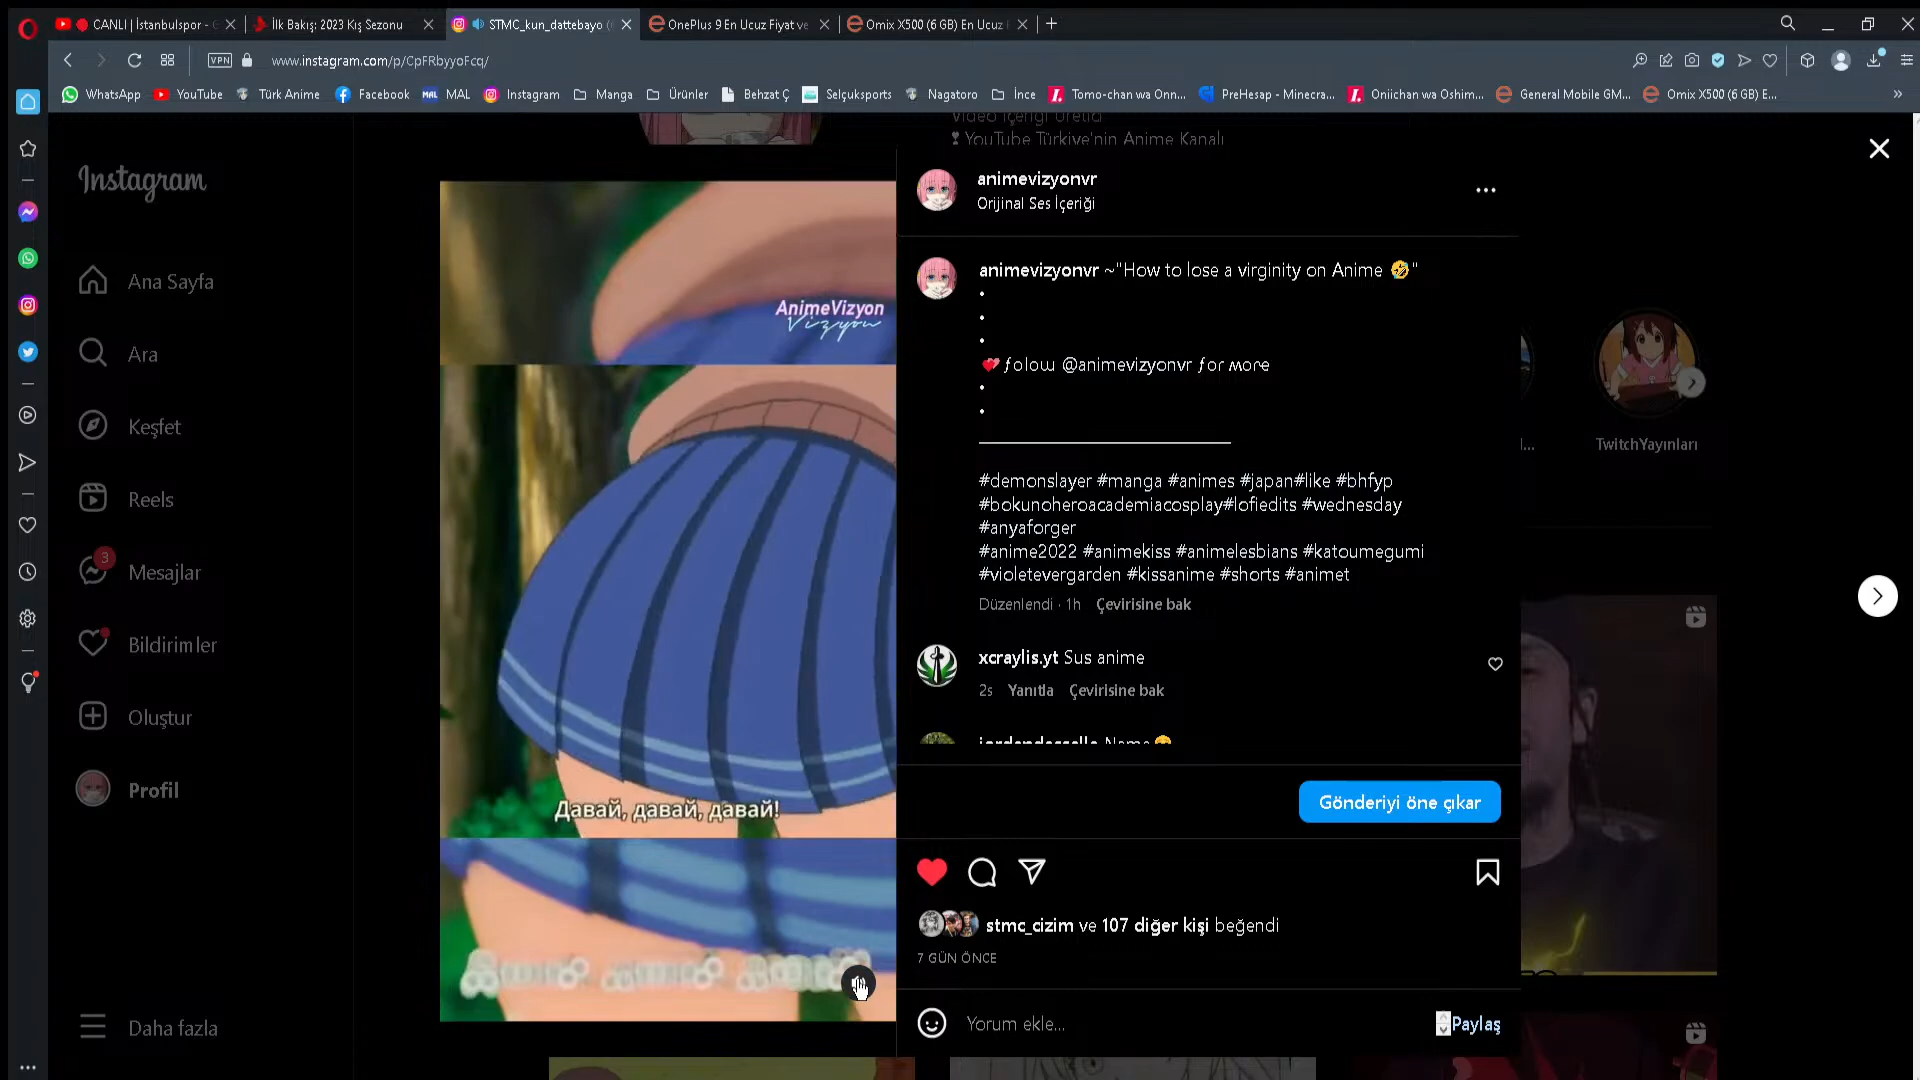 CANLI | İstanbulspor - G
İlk Bakış: 2023 Kış Sezonu
STMC_kun_dattebayo (
OnePlus 9 En Ucuz Fiyat ve
Omix X500 (6 GB) En Ucuz
VPN
www.instagram.com/p/CpFRbyyoFcq/
WhatsApp
YouTube
Türk Anime
Facebook
MAL
MAL
Instagram
Manga
Ürünler
Behzat Ç
Selçuksports
Nagatoro
İnce
Tomo-chan wa Onn...
PreHesap - Minecra...
Oniichan wa Oshim...
General Mobile GM...
Omix X500 (6 GB) E...
Video İçeriği Üretici
❣ YouTube Türkiye'nin Anime Kanalı
Instagram
Ana Sayfa
Ara
Keşfet
Reels
3
Mesajlar
Bildirimler
Oluştur
Profil
Daha fazla
AnimeVizyon
Vizyon
Давай, давай, давай!
animevizyonvr
Orijinal Ses İçeriği
animevizyonvr ~"How to lose a virginity on Anime 🤣"
•
•
•
💕 ƒolow @animevizyonvr ƒor мore
•
•
#demonslayer #manga #animes #japan#like #bhfyp
#bokunoheroacademiacosplay#lofiedits #wednesday
#anyaforger
#anime2022 #animekiss #animelesbians #katoumegumi
#violetevergarden #kissanime #shorts #animet
Düzenlendi · 1h Çevirisine bak
xcraylis.yt Sus anime
2s Yanıtla Çevirisine bak
Gönderiyi öne çıkar
stmc_cizim ve 107 diğer kişi beğendi
7 GÜN ÖNCE
Yorum ekle...
Paylaş
TwitchYayınları